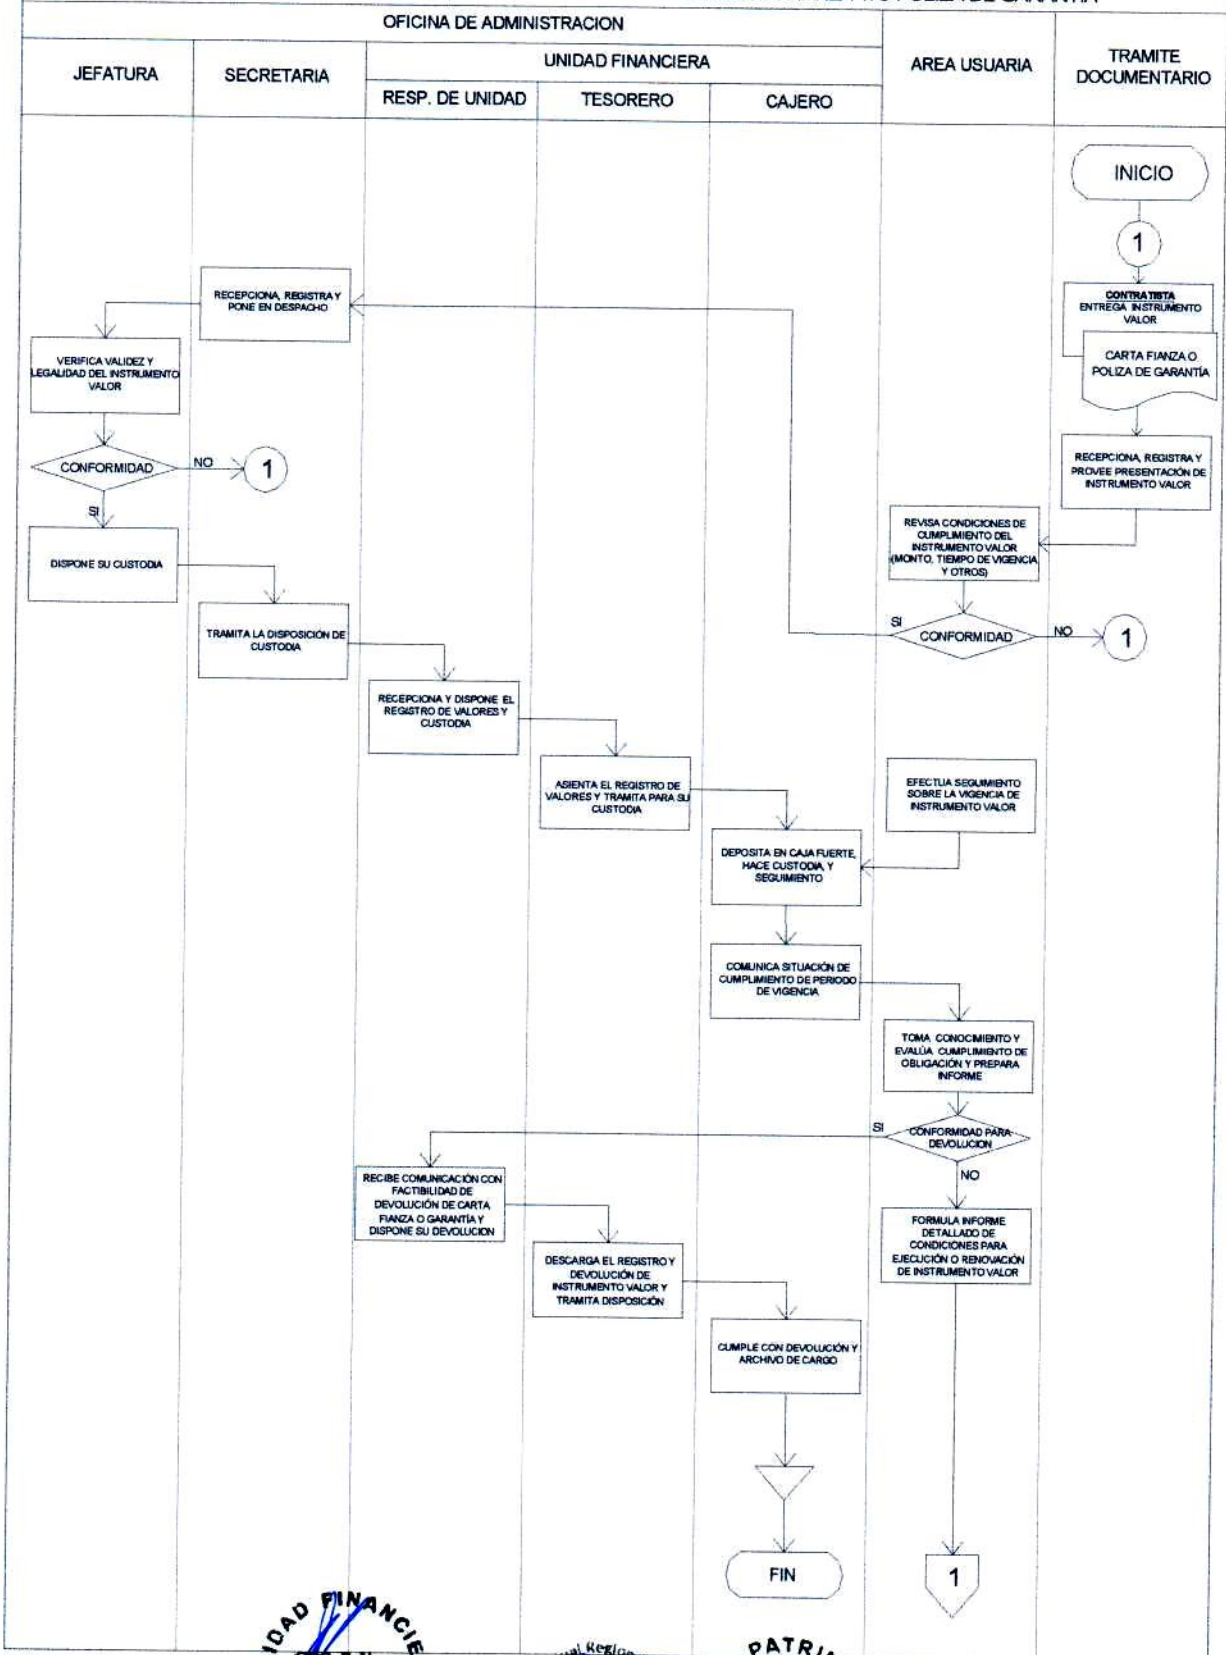 OFICINA DE ADMINISTRACION
JEFATURA
SECRETARIA
UNIDAD FINANCIERA
RESP. DE UNIDAD
TESORERO
CAJERO
AREA USUARIA
TRAMITE
DOCUMENTARIO
INICIO
1
CONTRATISTA
ENTREGA INSTRUMENTO
VALOR
CARTA FIANZA O
POLIZA DE GARANTÍA
RECEPCIONA, REGISTRA Y
PROVEE PRESENTACIÓN DE
INSTRUMENTO VALOR
REVISA CONDICIONES DE
CUMPLIMIENTO DEL
INSTRUMENTO VALOR
(MONTO, TIEMPO DE VIGENCIA
Y OTROS)
CONFORMIDAD
SI
NO
1
RECEPCIONA, REGISTRA Y
PONE EN DESPACHO
VERIFICA VALIDEZ Y
LEGALIDAD DEL INSTRUMENTO
VALOR
CONFORMIDAD
NO
1
SI
DISPONE SU CUSTODIA
TRAMITA LA DISPOSICIÓN DE
CUSTODIA
RECEPCIONA Y DISPONE EL
REGISTRO DE VALORES Y
CUSTODIA
ASIENTA EL REGISTRO DE
VALORES Y TRAMITA PARA SU
CUSTODIA
EFECTUA SEGUIMIENTO
SOBRE LA VIGENCIA DE
INSTRUMENTO VALOR
DEPOSITA EN CAJA FUERTE,
HACE CUSTODIA, Y
SEGUIMIENTO
COMUNICA SITUACIÓN DE
CUMPLIMIENTO DE PERIODO
DE VIGENCIA
TOMA CONOCIMIENTO Y
EVALÚA CUMPLIMIENTO DE
OBLIGACIÓN Y PREPARA
INFORME
CONFORMIDAD PARA
DEVOLUCION
SI
NO
RECIBE COMUNICACIÓN CON
FACTIBILIDAD DE
DEVOLUCIÓN DE CARTA
FIANZA O GARANTÍA Y
DISPONE SU DEVOLUCION
FORMULA INFORME
DETALLADO DE
CONDICIONES PARA
EJECUCIÓN O RENOVACIÓN
DE INSTRUMENTO VALOR
DESCARGA EL REGISTRO Y
DEVOLUCIÓN DE
INSTRUMENTO VALOR Y
TRAMITA DISPOSICIÓN
CUMPLE CON DEVOLUCIÓN Y
ARCHIVO DE CARGO
FIN
1